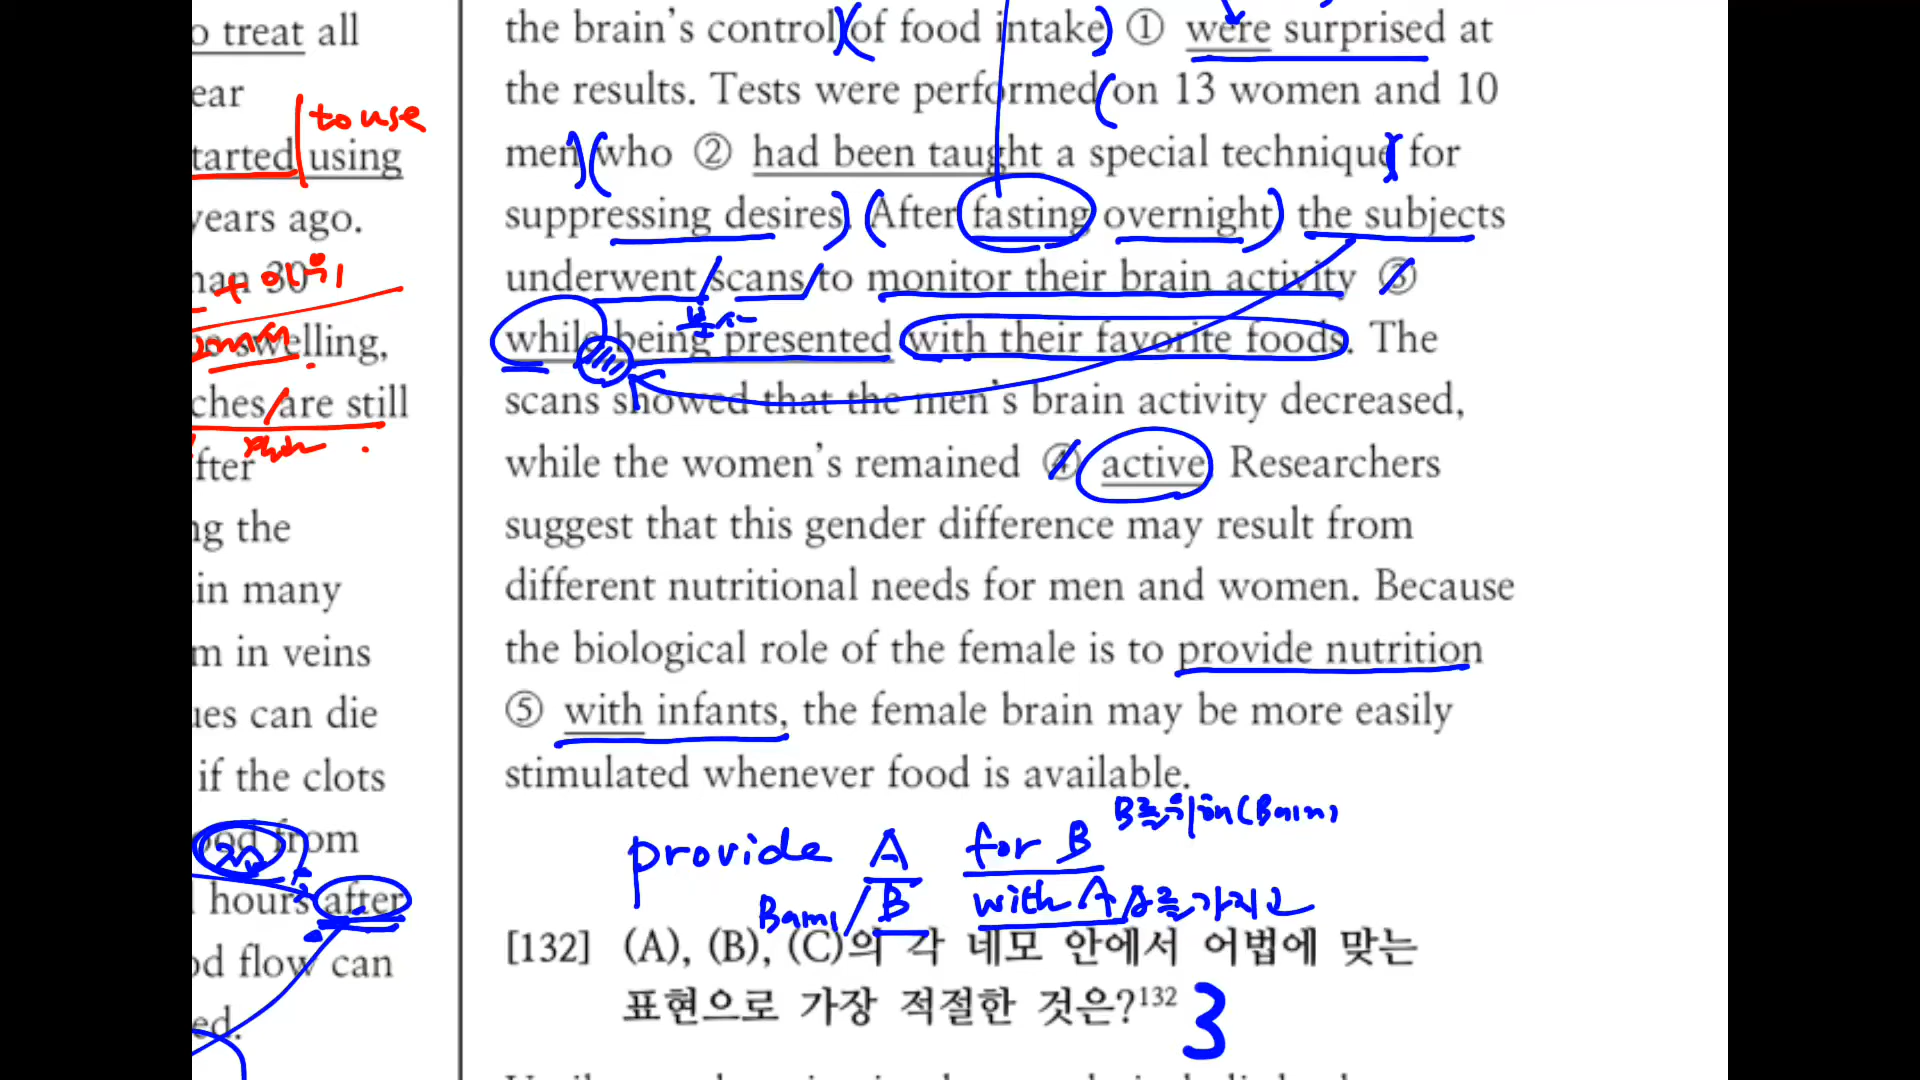 o treat all
ear
to use
tarted using
years ago.
han 30
swelling,
ches are still
fter
ng the
in many
m in veins
ues can die
if the clots
ood from
hours after
od flow can
ed.
the brain's control of food intake ① were surprised at
the results. Tests were performed on 13 women and 10
men who ② had been taught a special technique for
suppressing desires. After fasting overnight, the subjects
underwent scans to monitor their brain activity ③
while being presented with their favorite foods. The
scans showed that the men's brain activity decreased,
while the women's remained ④ active. Researchers
suggest that this gender difference may result from
different nutritional needs for men and women. Because
the biological role of the female is to provide nutrition
⑤ with infants, the female brain may be more easily
stimulated whenever food is available.
provide A for B
B with A A를 가지고
[132] (A), (B), (C)의 각 네모 안에서 어법에 맞는
표현으로 가장 적절한 것은?132 3